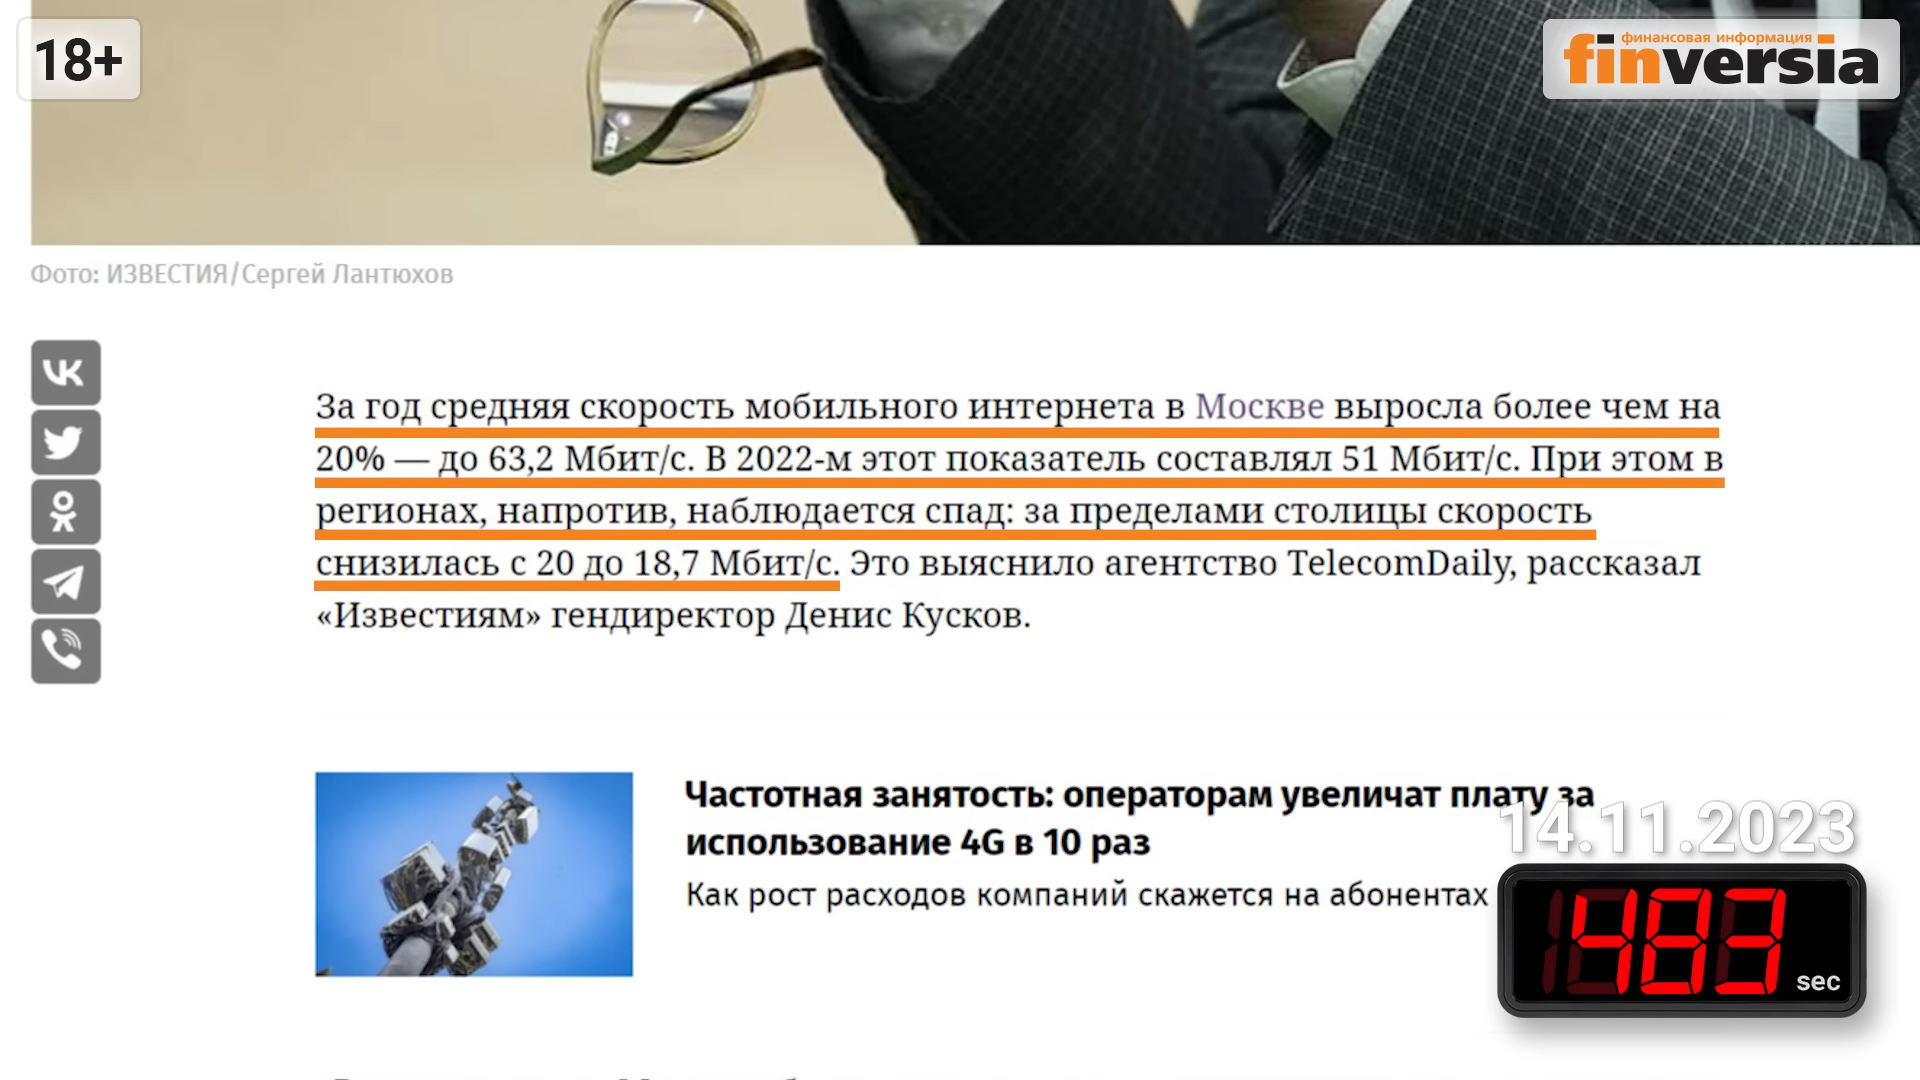 18+
финансовая информация
finversia
Фото: ИЗВЕСТИЯ/Сергей Лантюхов
За год средняя скорость мобильного интернета в Москве выросла более чем на
20% — до 63,2 Мбит/с. В 2022-м этот показатель составлял 51 Мбит/с. При этом в
регионах, напротив, наблюдается спад: за пределами столицы скорость
снизилась с 20 до 18,7 Мбит/с. Это выяснило агентство TelecomDaily, рассказал
«Известиям» гендиректор Денис Кусков.
Частотная занятость: операторам увеличат плату за
использование 4G в 10 раз
Как рост расходов компаний скажется на абонентах
14.11.2023
483 sec